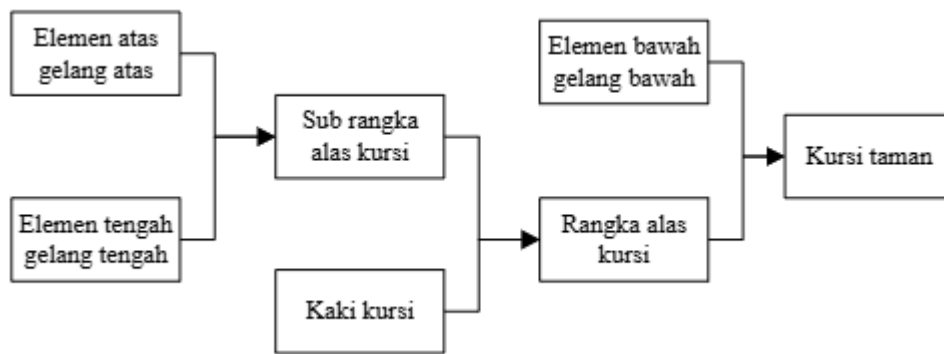 Elemen atas
gelang atas
Elemen tengah
gelang tengah
Sub rangka
alas kursi
Kaki kursi
Elemen bawah
gelang bawah
Rangka alas
kursi
Kursi taman